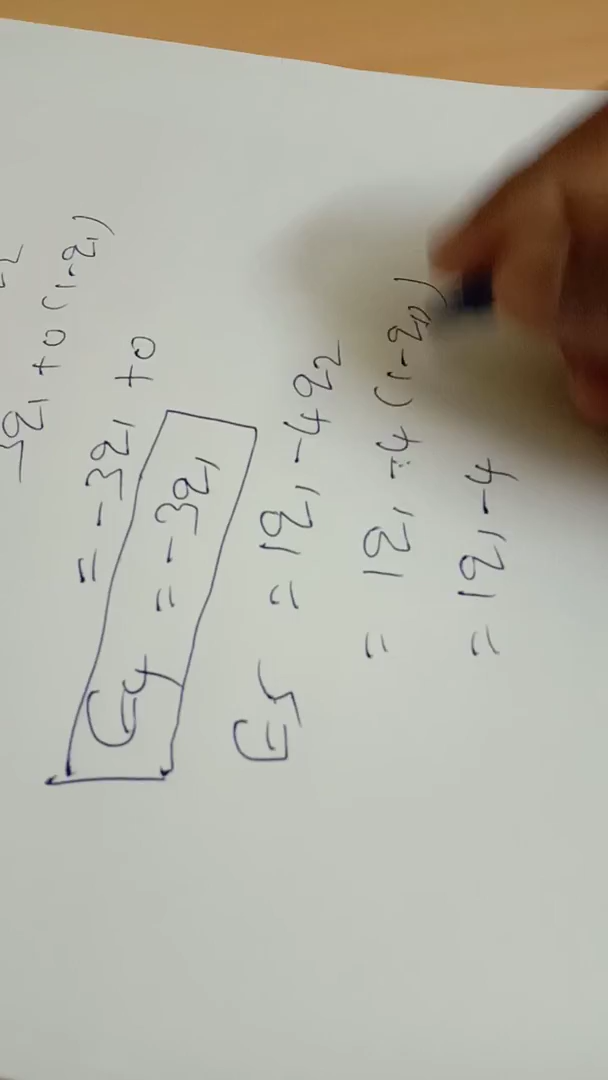 3q₁ + 0(1-q₁)
= -3q₁ + 0
E₄ = -3q₁
E₅ = 1q₁ - 4q₂
= 1q₁ - 4(1-q₁)
= 1q₁ - 4